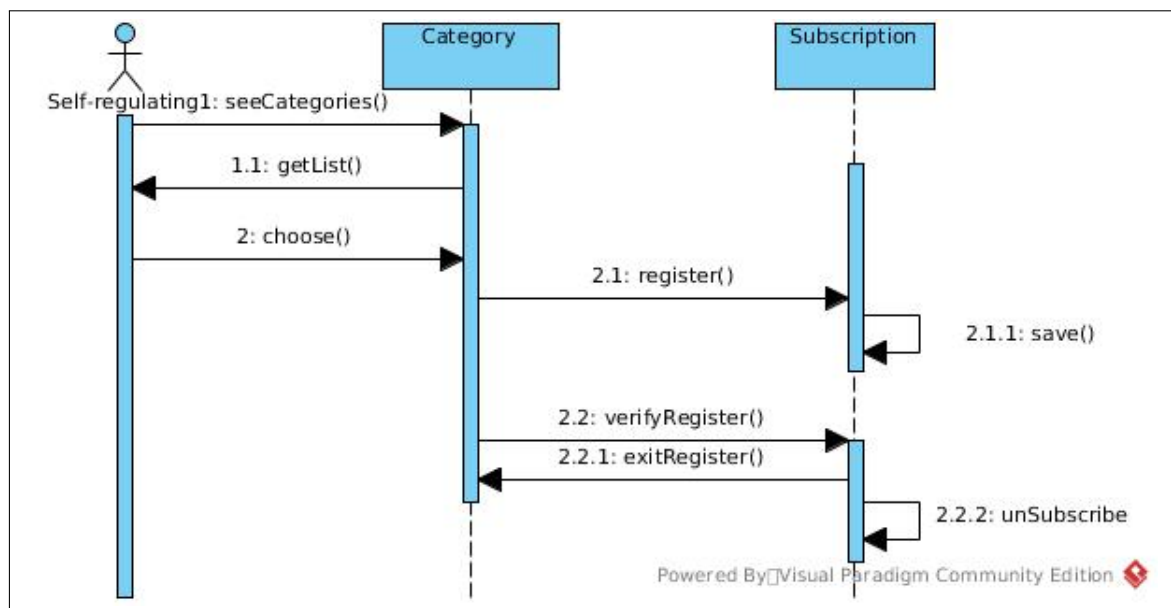 Category
Subscription
Self-regulating1: seeCategories()
1.1: getList()
2: choose()
2.1: register()
2.1.1: save()
2.2: verifyRegister()
2.2.1: exitRegister()
2.2.2: unSubscribe
Powered By Visual Paradigm Community Edition